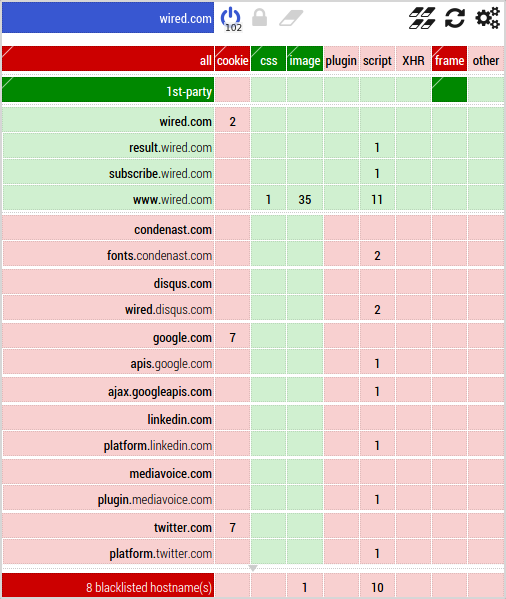 wired.com 102
all cookie css image plugin script XHR frame other
1st-party
wired.com 2
result.wired.com 1
subscribe.wired.com 1
www.wired.com 1 35 11
condenast.com
fonts.condenast.com 2
disqus.com
wired.disqus.com 2
google.com 7
apis.google.com 1
ajax.googleapis.com 1
linkedin.com
platform.linkedin.com 1
mediavoice.com
plugin.mediavoice.com 1
twitter.com 7
platform.twitter.com 1
8 blacklisted hostname(s) 1 10